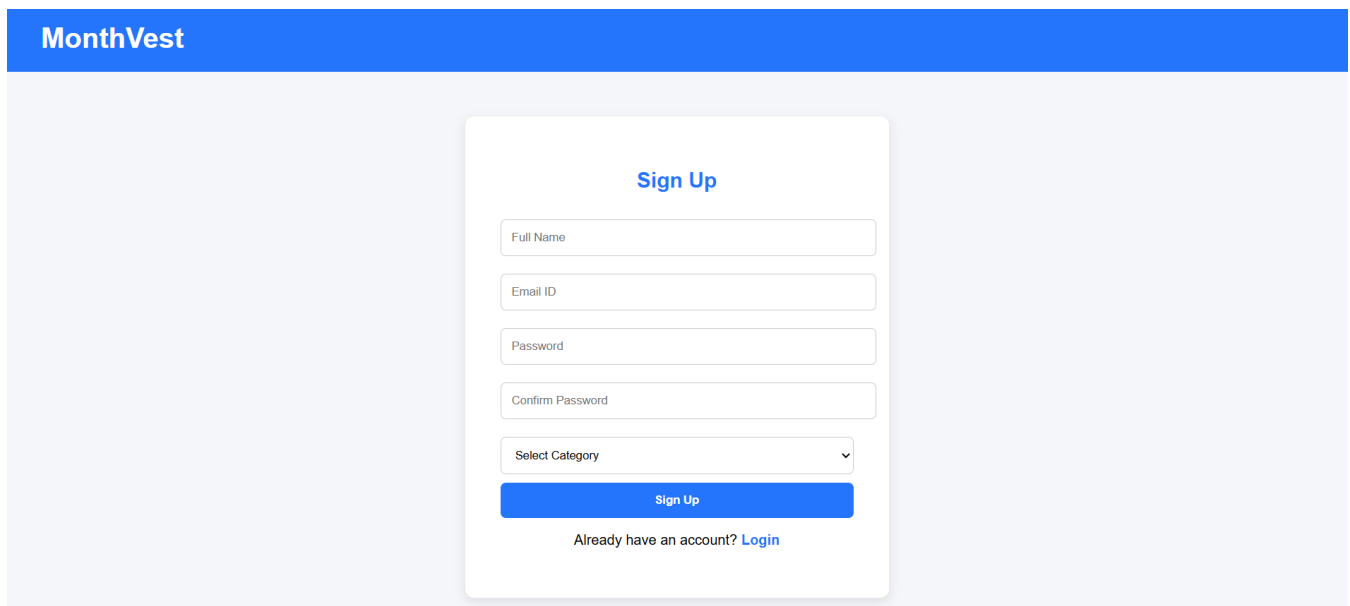 MonthVest
Sign Up
Full Name
Email ID
Password
Confirm Password
Select Category
Sign Up
Already have an account? Login